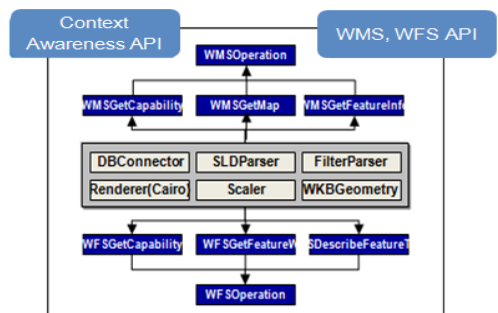 Context
Awareness API
WMS, WFS API
WMSOperation
WMSGetCapability
WMSGetMap
WMSGetFeatureInfo
DBConnector
SLDParser
FilterParser
Renderer(Cairo)
Scaler
WKBGeometry
WFSGetCapability
WFSGetFeatureW
SDescribeFeatureT
WFSOperation